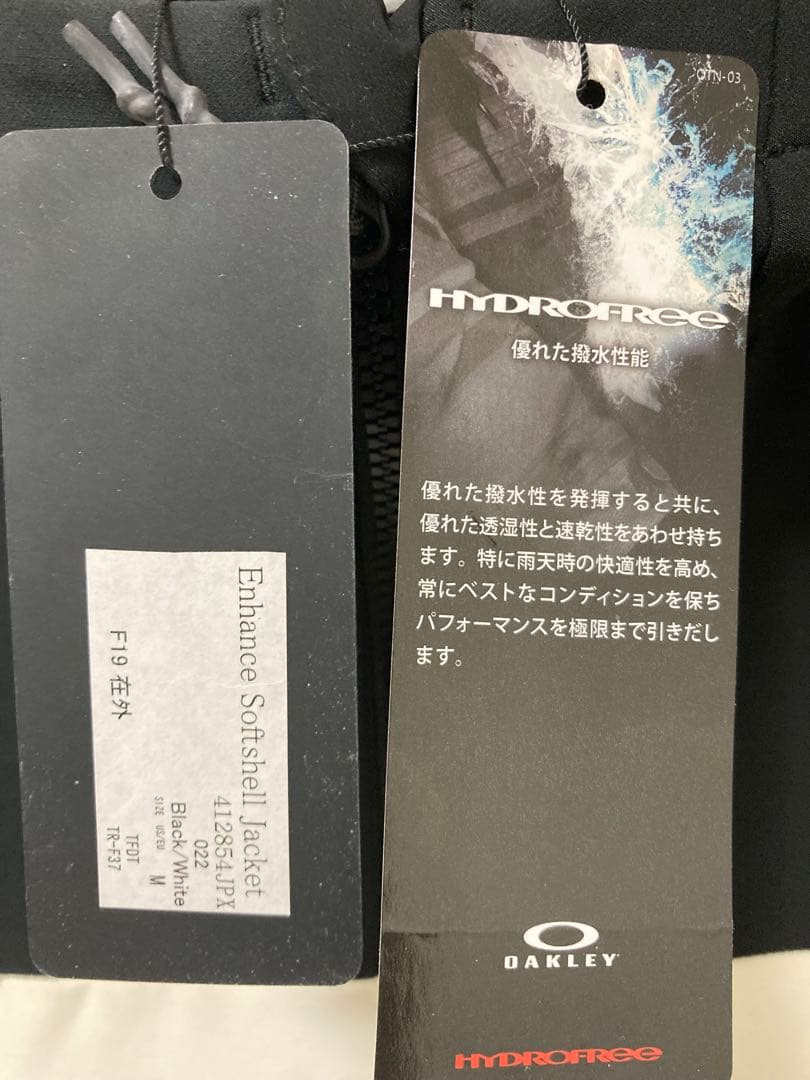 Enhance Softshell Jacket
412854JPX
022
Black/White
SIZE US/EU M
TFDT
TR-F37
F19 在外
OTN-03
HYDROFREE
優れた撥水性能
優れた撥水性を発揮すると共に、
優れた透湿性と速乾性をあわせ持ち
ます。特に雨天時の快適性を高め、
常にベストなコンディションを保ち
パフォーマンスを極限まで引きだし
ます。
OAKLEY
HYDROFREE